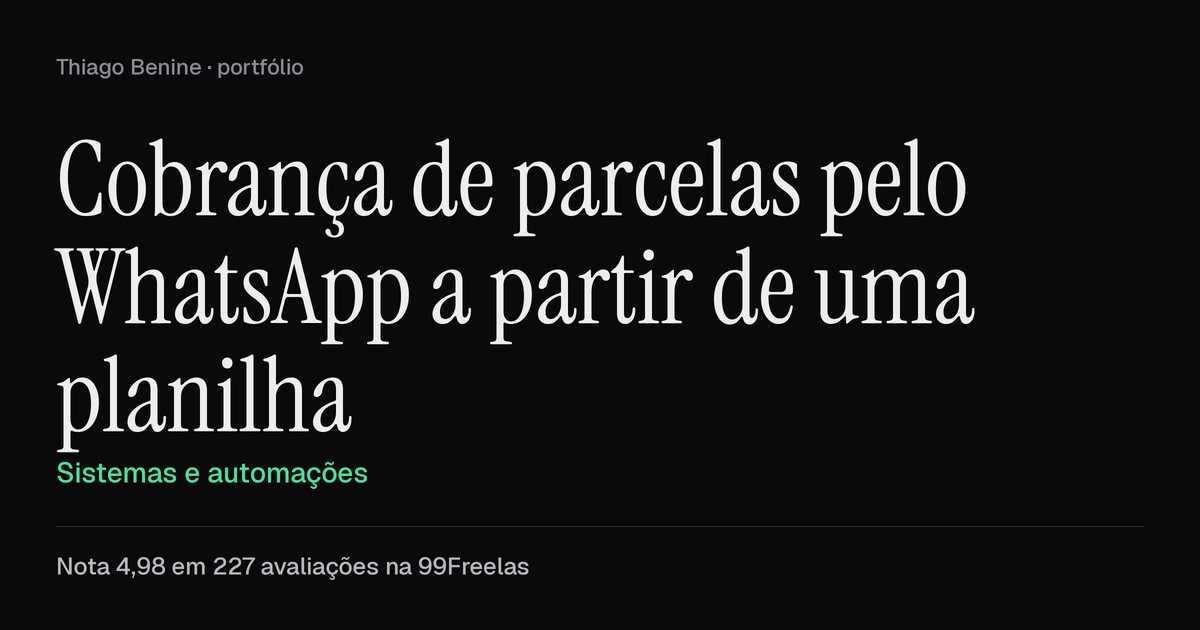 Thiago Benine · portfólio
Cobrança de parcelas pelo
WhatsApp a partir de uma
planilha
Sistemas e automações
Nota 4,98 em 227 avaliações na 99Freelas